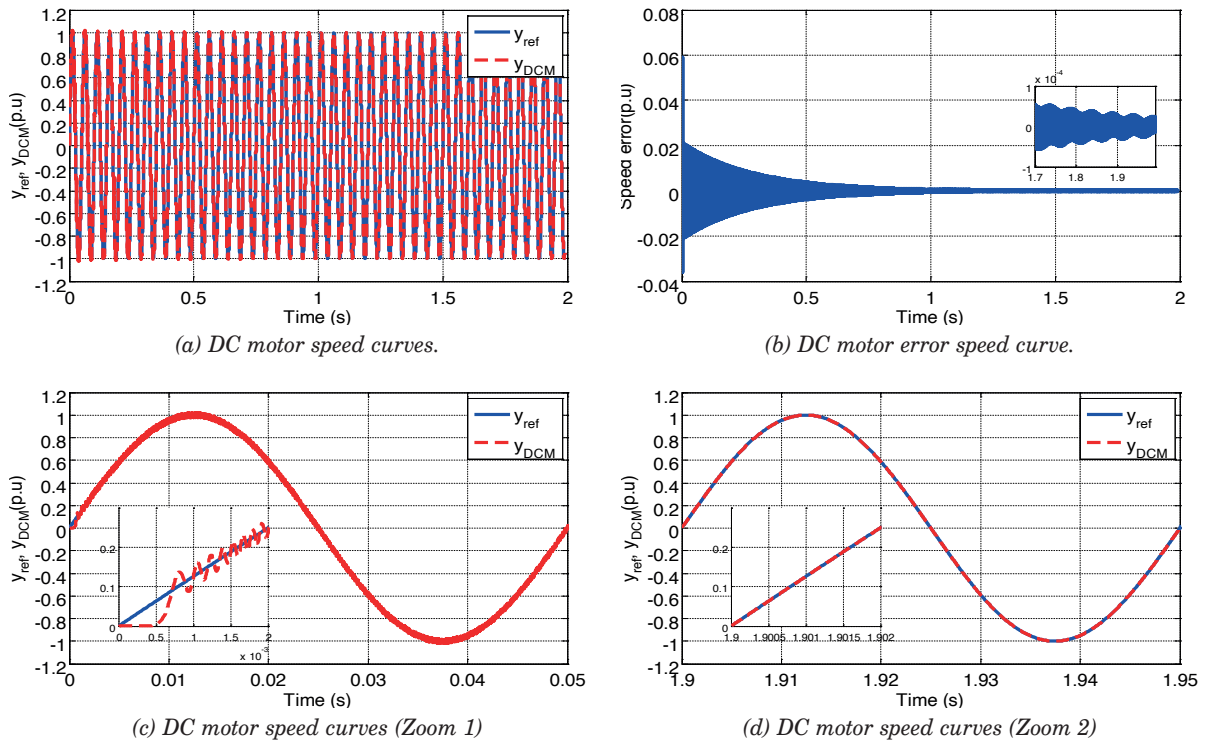 1.2
1
0.8
0.6
0.4
0.2
0
-0.2
-0.4
-0.6
-0.8
-1
-1.2
y_ref, y_DCM(p.u)
y_ref
y_DCM
0 0.5 1 1.5 2
Time (s)
(a) DC motor speed curves.
0.08
0.06
0.04
0.02
0
-0.02
-0.04
Speed error(p.u)
x 10^-4
1
0
-1
1.7 1.7 1.8 1.9
0 0.5 1 1.5 2
Time (s)
(b) DC motor error speed curve.
1.2
1
0.8
0.6
0.4
0.2
0
-0.2
-0.4
-0.6
-0.8
-1
-1.2
y_ref, y_DCM(p.u)
y_ref
y_DCM
0.2
0.1
0
0 0.5 1 1.5 2
x 10^-3
0 0.01 0.02 0.03 0.04 0.05
Time (s)
(c) DC motor speed curves (Zoom 1)
1.2
1
0.8
0.6
0.4
0.2
0
-0.2
-0.4
-0.6
-0.8
-1
-1.2
y_ref, y_DCM(p.u)
y_ref
y_DCM
0.2
0.1
0
1.9 1.9005 1.901 1.9015 1.902
1.9 1.91 1.92 1.93 1.94 1.95
Time (s)
(d) DC motor speed curves (Zoom 2)